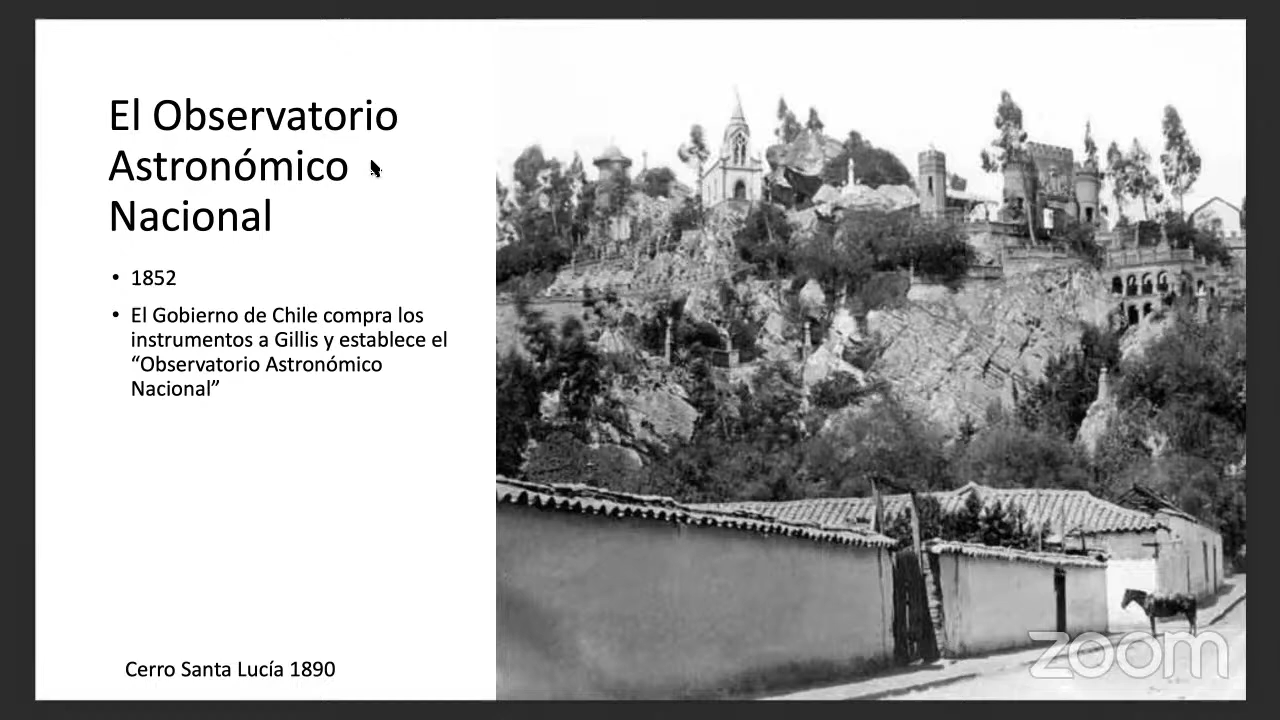 El Observatorio
Astronómico
Nacional
• 1852
• El Gobierno de Chile compra los
instrumentos a Gillis y establece el
“Observatorio Astronómico
Nacional”
Cerro Santa Lucía 1890
zoom